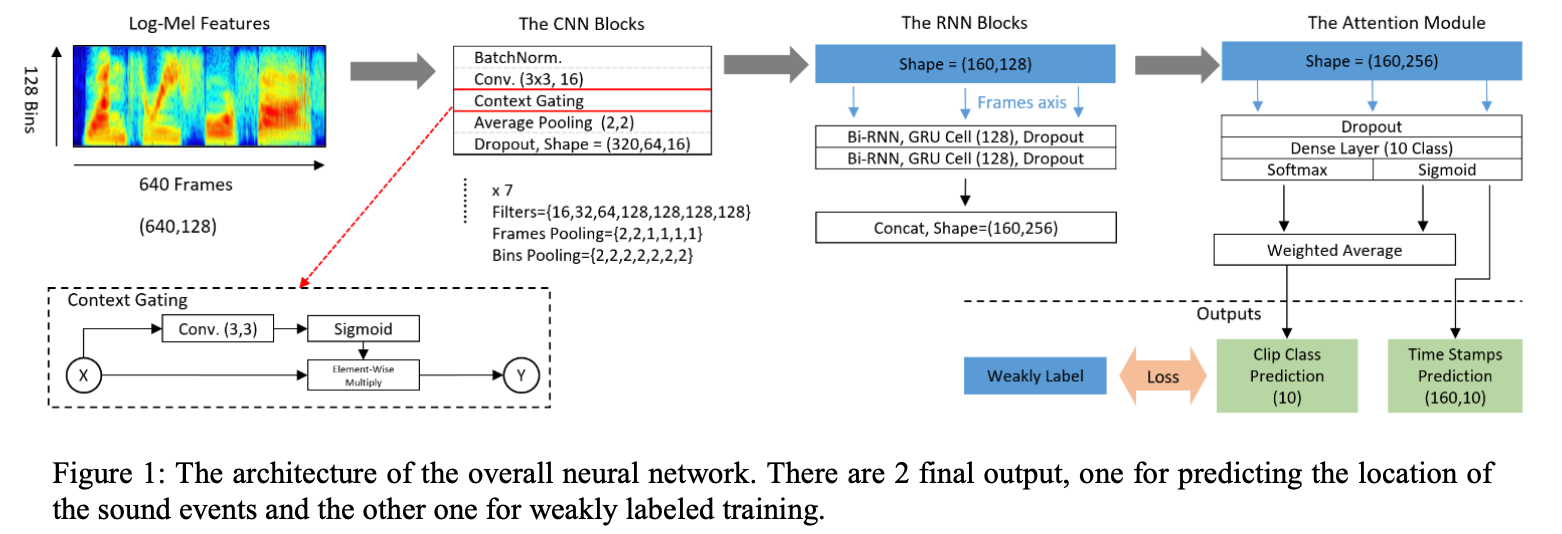 Log-Mel Features
128 Bins
640 Frames
(640,128)
The CNN Blocks
BatchNorm.
Conv. (3x3, 16)
Context Gating
Average Pooling  (2,2)
Dropout, Shape = (320,64,16)
x 7
Filters={16,32,64,128,128,128,128}
Frames Pooling={2,2,1,1,1,1}
Bins Pooling={2,2,2,2,2,2,2}
Context Gating
X
Conv. (3,3)
Sigmoid
Element-Wise
Multiply
Y
The RNN Blocks
Shape = (160,128)
Frames axis
Bi-RNN, GRU Cell (128), Dropout
Bi-RNN, GRU Cell (128), Dropout
Concat, Shape=(160,256)
The Attention Module
Shape = (160,256)
Dropout
Dense Layer (10 Class)
Softmax
Sigmoid
Weighted Average
Outputs
Weakly Label
Loss
Clip Class
Prediction
(10)
Time Stamps
Prediction
(160,10)
Figure 1: The architecture of the overall neural network. There are 2 final output, one for predicting the location of
the sound events and the other one for weakly labeled training.